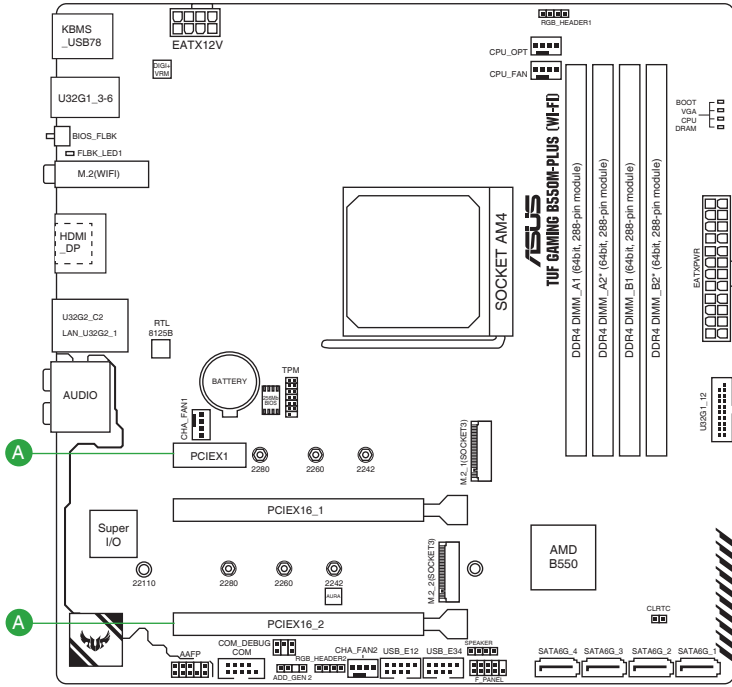 KBMS
_USB78
EATX12V
DIGI+
VRM
RGB_HEADER1
CPU_OPT
CPU_FAN
U32G1_3-6
BIOS_FLBK
FLBK_LED1
M.2(WIFI)
BOOT
VGA
CPU
DRAM
HDMI
_DP
SOCKET AM4
ASUS
TUF GAMING B550M-PLUS (WI-FI)
DDR4 DIMM_A1 (64bit, 288-pin module)
DDR4 DIMM_A2* (64bit, 288-pin module)
DDR4 DIMM_B1 (64bit, 288-pin module)
DDR4 DIMM_B2* (64bit, 288-pin module)
EATXPWR
U32G2_C2
LAN_U32G2_1
RTL
8125B
AUDIO
BATTERY
256Mb
BIOS
TPM
CHA_FAN1
U32G1_12
A
PCIEX1
2280
2260
2242
M.2_1(SOCKET3)
PCIEX16_1
Super
I/O
AMD
B550
22110
2280
2260
2242
AURA
M.2_2(SOCKET3)
A
PCIEX16_2
CLRTC
AAFP
COM_DEBUG
COM
ADD_GEN 2
RGB_HEADER2
CHA_FAN2
USB_E12
USB_E34
SPEAKER
F_PANEL
SATA6G_4
SATA6G_3
SATA6G_2
SATA6G_1